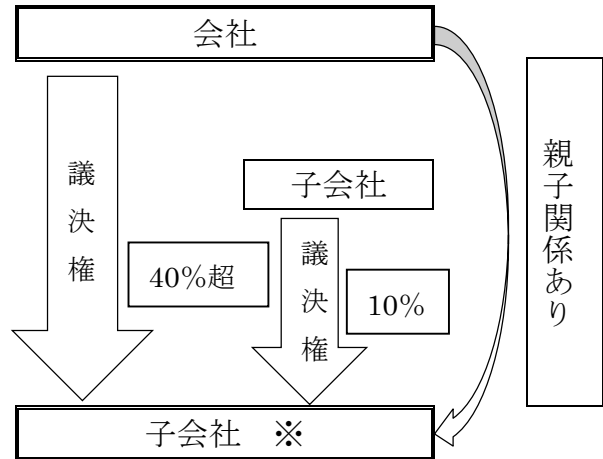 会社
議決権
40%超
子会社
議決権
10%
親子関係あり
子会社　※